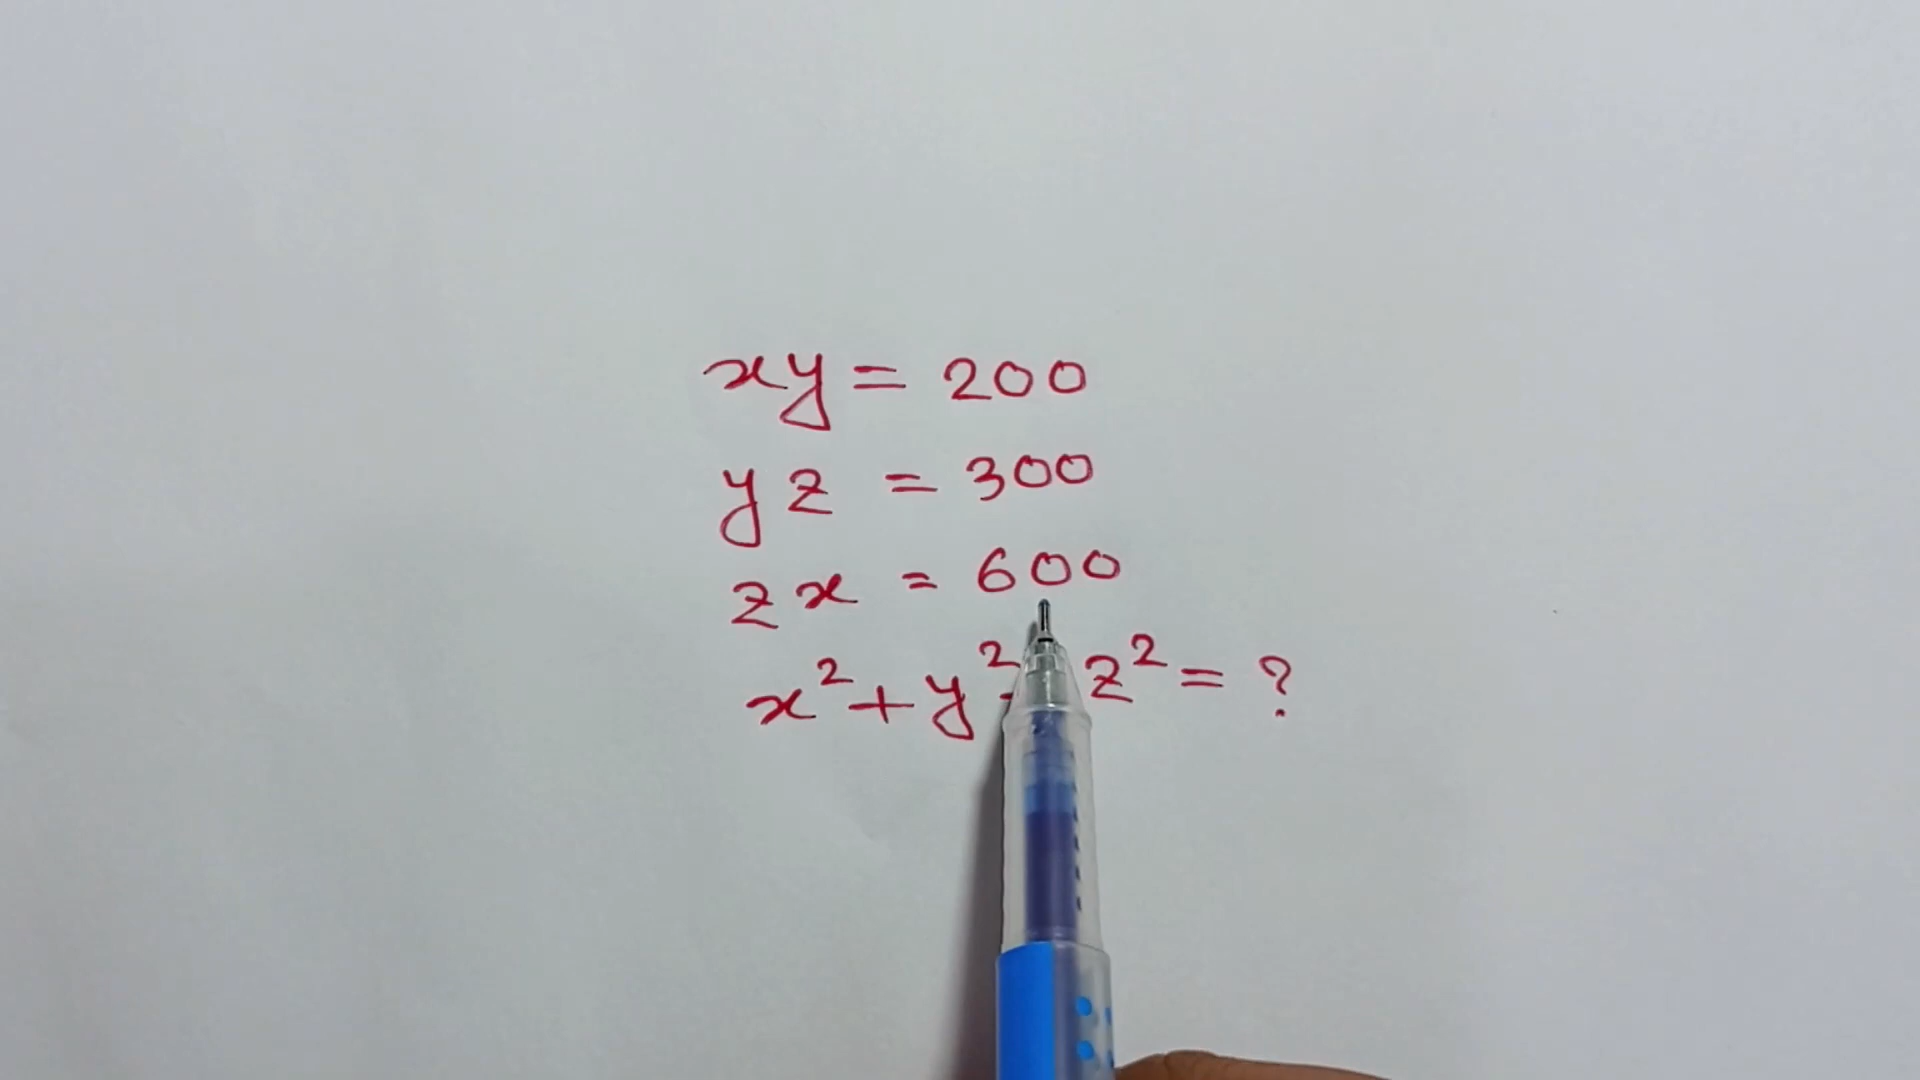 xy = 200
yz = 300
zx = 600
x² + y² z² = ?